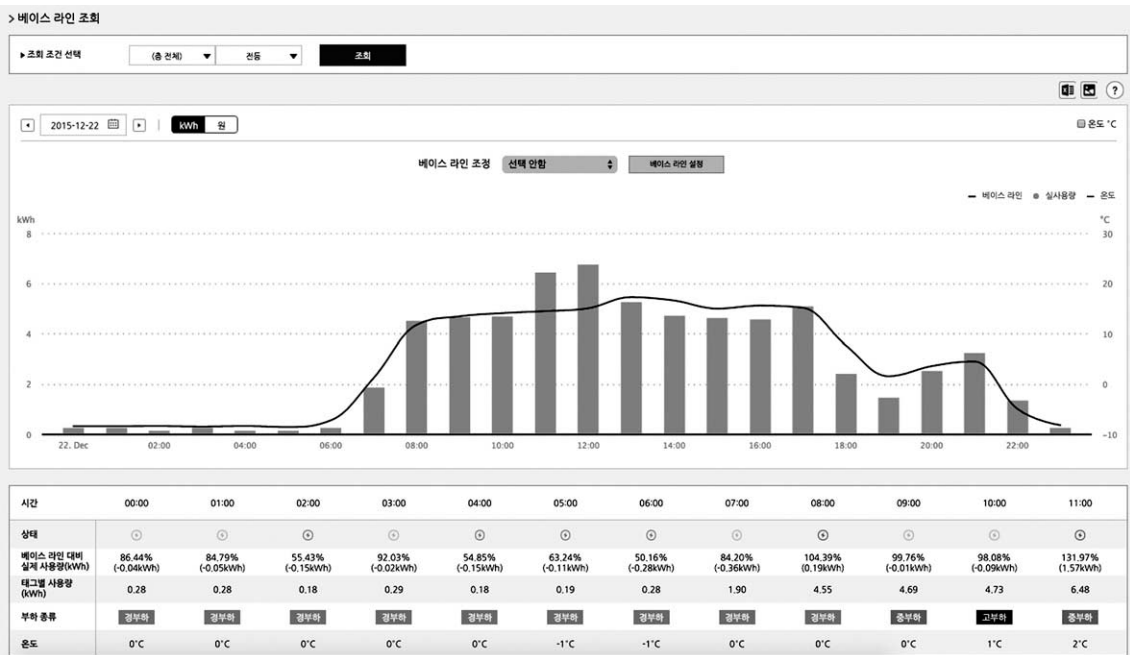 > 베이스 라인 조회
▶ 조회 조건 선택 (층 전체) ▼ 전등 ▼ 조회
?
2015-12-22 | kWh 원 온도 °C
베이스 라인 조정 선택 안함 베이스 라인 설정
베이스 라인 실사용량 온도
kWh °C
8 30
6 20
4 10
2 0
0 -10
22. Dec 02:00 04:00 06:00 08:00 10:00 12:00 14:00 16:00 18:00 20:00 22:00
시간 00:00 01:00 02:00 03:00 04:00 05:00 06:00 07:00 08:00 09:00 10:00 11:00
상태
베이스 라인 대비 86.44% 84.79% 55.43% 92.03% 54.85% 63.24% 50.16% 84.20% 104.39% 99.76% 98.08% 131.97%
실제 사용량(kWh) (-0.04kWh) (-0.05kWh) (-0.15kWh) (-0.02kWh) (-0.15kWh) (-0.11kWh) (-0.28kWh) (-0.36kWh) (0.19kWh) (-0.01kWh) (-0.09kWh) (1.57kWh)
태그별 사용량
(kWh) 0.28 0.28 0.18 0.29 0.18 0.19 0.28 1.90 4.55 4.69 4.73 6.48
부하 종류 경부하 경부하 경부하 경부하 경부하 경부하 경부하 경부하 경부하 중부하 고부하 중부하
온도 0°C 0°C 0°C 0°C 0°C -1°C -1°C 0°C 0°C 0°C 1°C 2°C